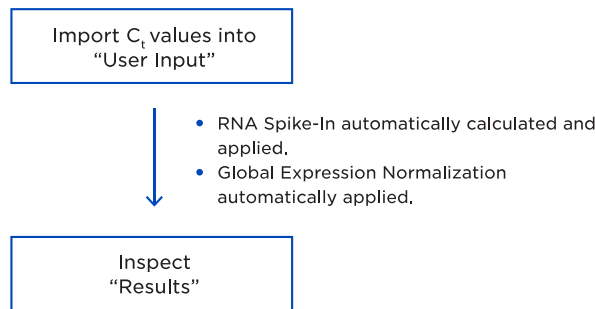 Import Ct values into
“User Input”
• RNA Spike-In automatically calculated and
applied.
• Global Expression Normalization
automatically applied.
Inspect
“Results”